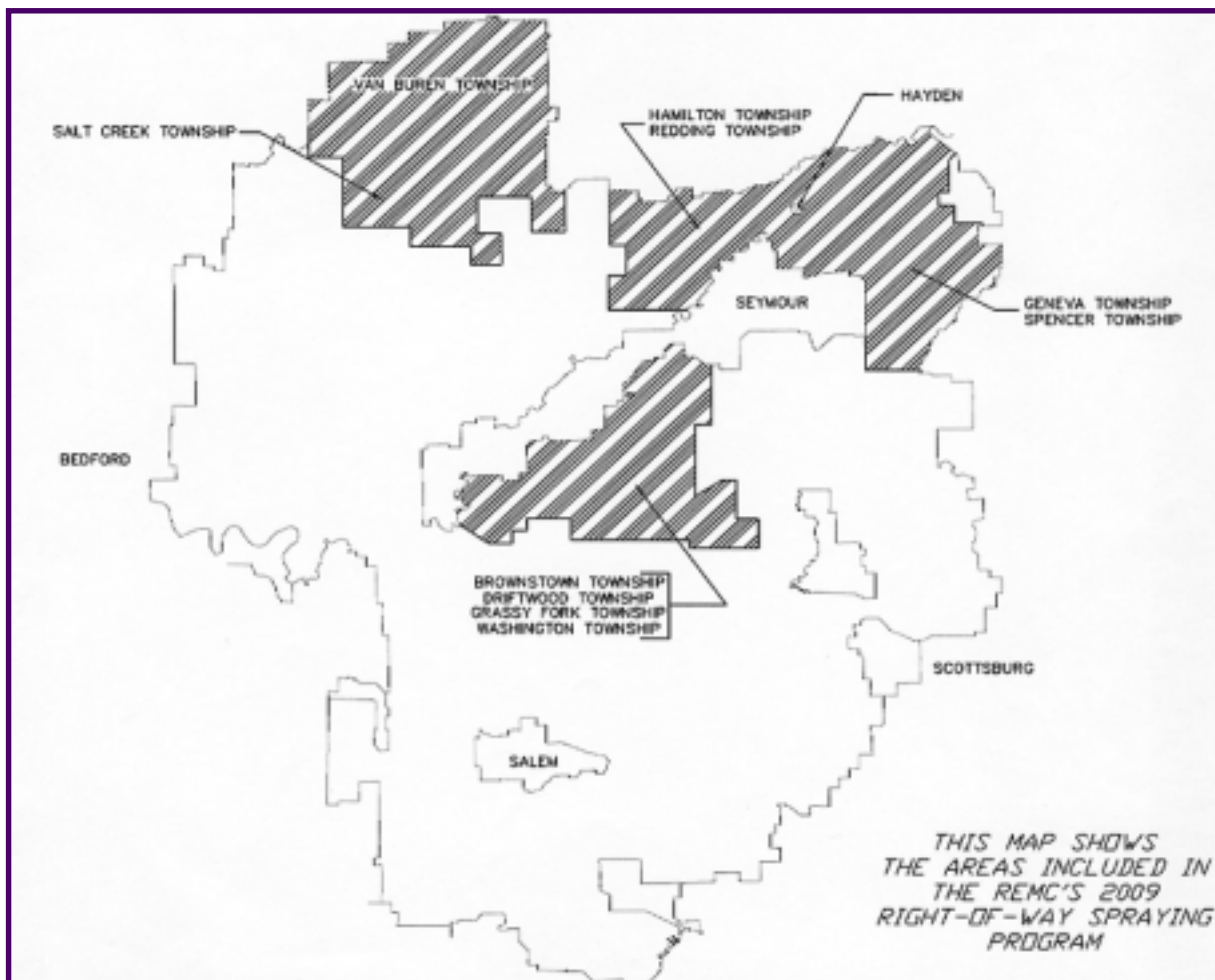 VAN BUREN TOWNSHIP
SALT CREEK TOWNSHIP
HAMILTON TOWNSHIP
REDDING TOWNSHIP
HAYDEN
SEYMOUR
GENEVA TOWNSHIP
SPENCER TOWNSHIP
BEDFORD
BROWNSTOWN TOWNSHIP
DRIFTWOOD TOWNSHIP
GRASSY FORK TOWNSHIP
WASHINGTON TOWNSHIP
SCOTTSBURG
SALEM
THIS MAP SHOWS
THE AREAS INCLUDED IN
THE REMC'S 2009
RIGHT-OF-WAY SPRAYING
PROGRAM